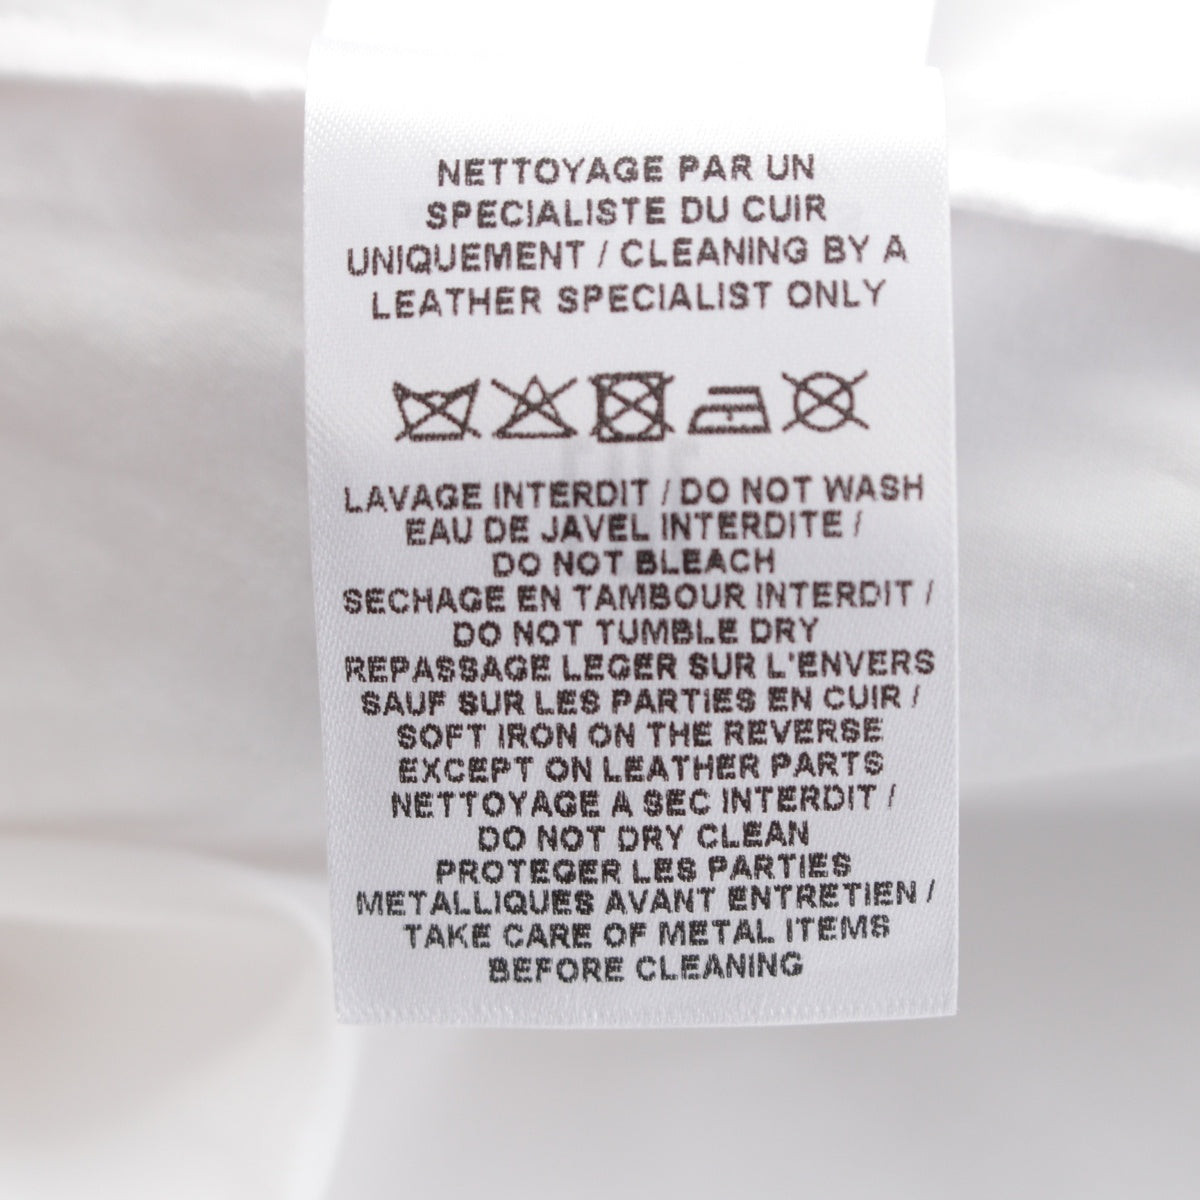 NETTOYAGE PAR UN
SPECIALISTE DU CUIR
UNIQUEMENT / CLEANING BY A
LEATHER SPECIALIST ONLY
LAVAGE INTERDIT / DO NOT WASH
EAU DE JAVEL INTERDITE /
DO NOT BLEACH
SECHAGE EN TAMBOUR INTERDIT /
DO NOT TUMBLE DRY
REPASSAGE LEGER SUR L'ENVERS
SAUF SUR LES PARTIES EN CUIR /
SOFT IRON ON THE REVERSE
EXCEPT ON LEATHER PARTS
NETTOYAGE A SEC INTERDIT /
DO NOT DRY CLEAN
PROTEGER LES PARTIES
METALLIQUES AVANT ENTRETIEN /
TAKE CARE OF METAL ITEMS
BEFORE CLEANING